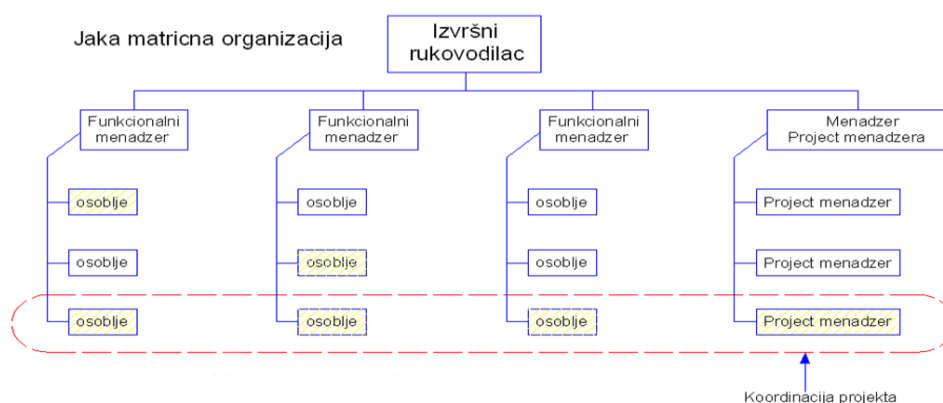 Jaka matricna organizacija
Izvršni
rukovodilac
Funkcionalni
menadzer
Funkcionalni
menadzer
Funkcionalni
menadzer
Menadzer
Project menadzera
osoblje
osoblje
osoblje
Project menadzer
osoblje
osoblje
osoblje
Project menadzer
osoblje
osoblje
osoblje
Project menadzer
Koordinacija projekta